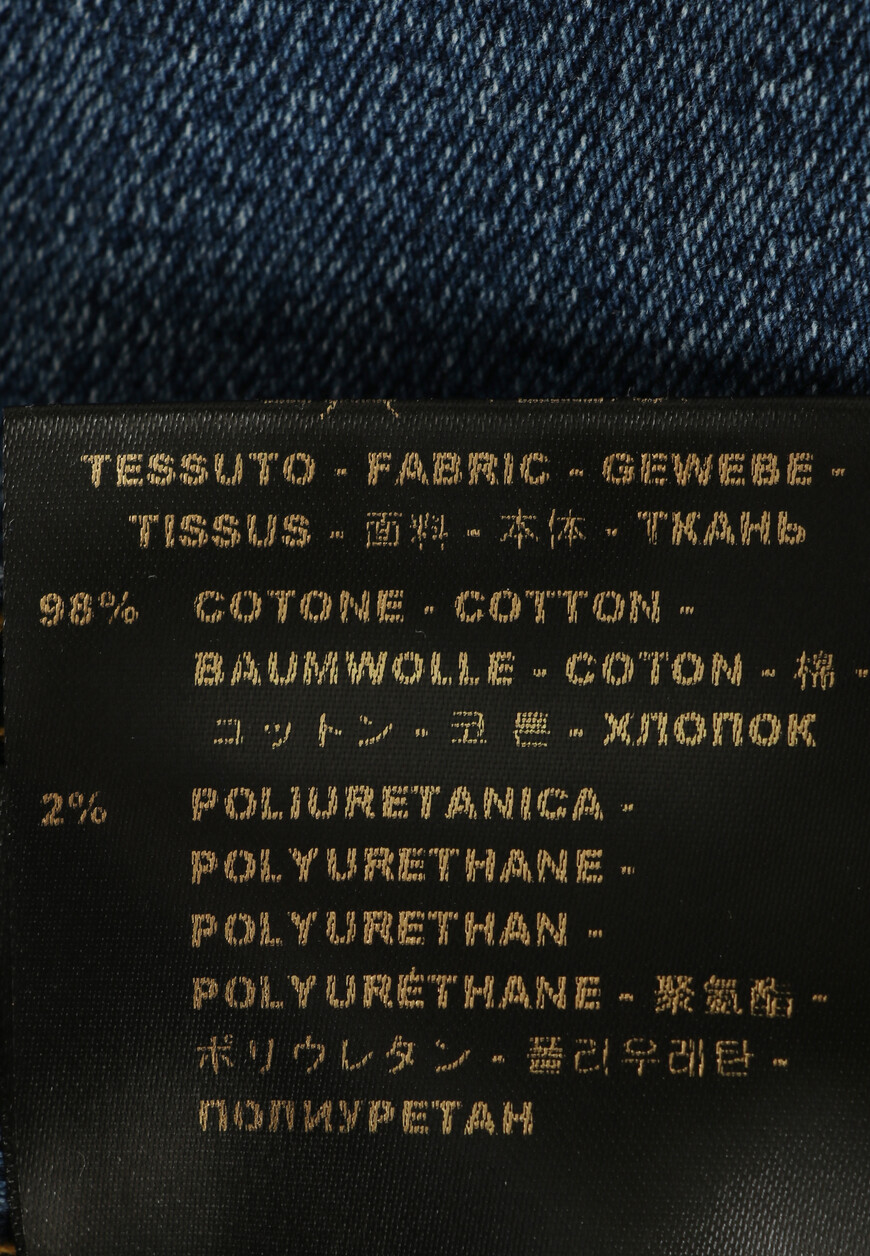 TESSUTO - FABRIC - GEWEBE -
TISSUS - 面料 - 本体 - ТКАНЬ
98% COTONE - COTTON -
BAUMWOLLE - COTON - 棉 -
コットン - 코튼 - ХЛОПОК
2% POLIURETANICA -
POLYURETHANE -
POLYURETHAN -
POLYURÉTHANE - 聚氨酯 -
ポリウレタン - 폴리우레탄 -
ПОЛИУРЕТАН